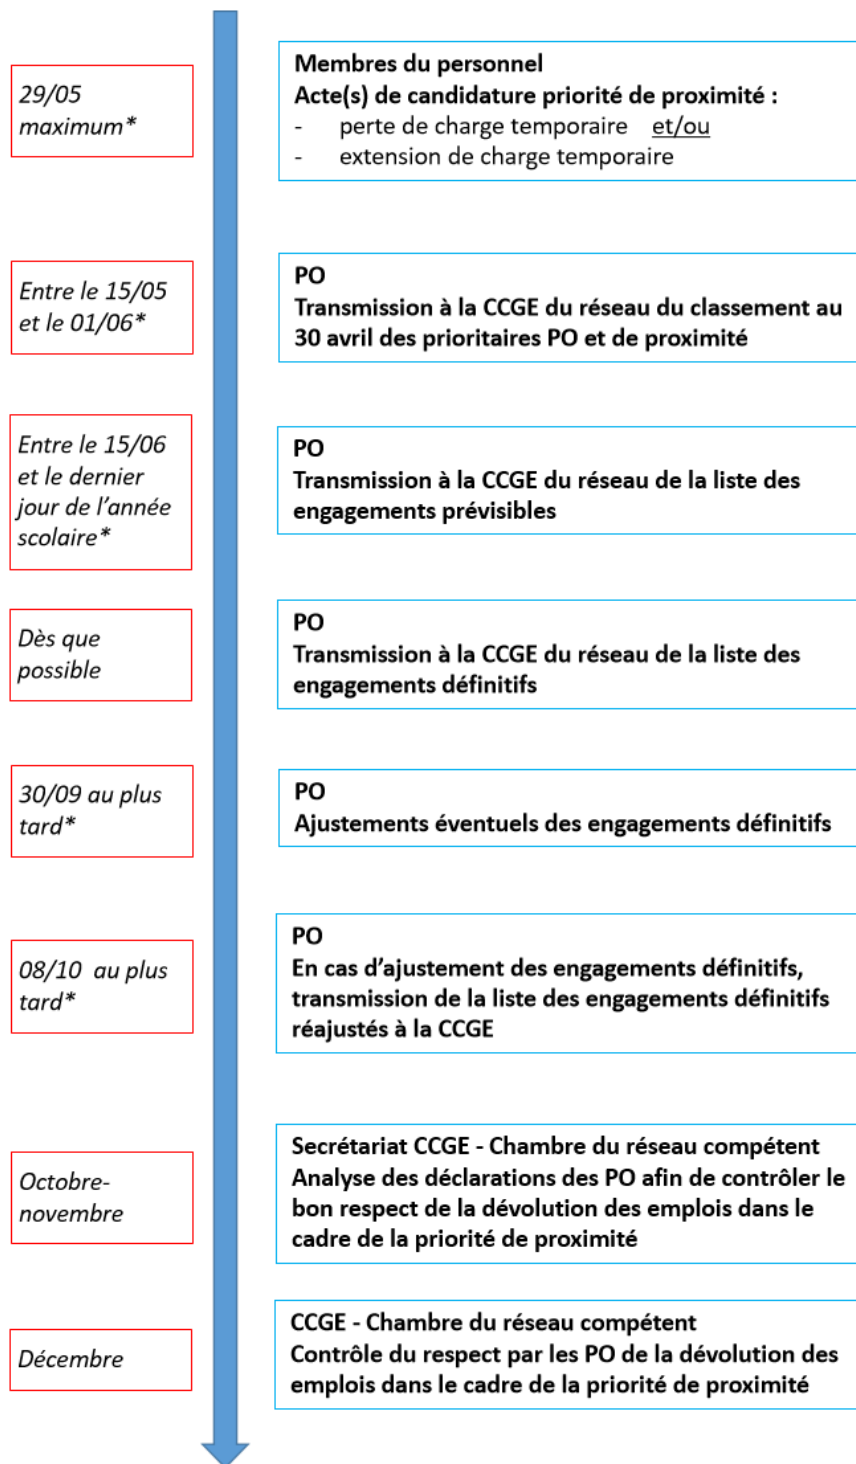 29/05
maximum*
Membres du personnel
Acte(s) de candidature priorité de proximité :
- perte de charge temporaire et/ou
- extension de charge temporaire
Entre le 15/05
et le 01/06*
PO
Transmission à la CCGE du réseau du classement au
30 avril des prioritaires PO et de proximité
Entre le 15/06
et le dernier
jour de l’année
scolaire*
PO
Transmission à la CCGE du réseau de la liste des
engagements prévisibles
Dès que
possible
PO
Transmission à la CCGE du réseau de la liste des
engagements définitifs
30/09 au plus
tard*
PO
Ajustements éventuels des engagements définitifs
08/10 au plus
tard*
PO
En cas d’ajustement des engagements définitifs,
transmission de la liste des engagements définitifs
réajustés à la CCGE
Octobre-
novembre
Secrétariat CCGE - Chambre du réseau compétent
Analyse des déclarations des PO afin de contrôler le
bon respect de la dévolution des emplois dans le
cadre de la priorité de proximité
Décembre
CCGE - Chambre du réseau compétent
Contrôle du respect par les PO de la dévolution des
emplois dans le cadre de la priorité de proximité